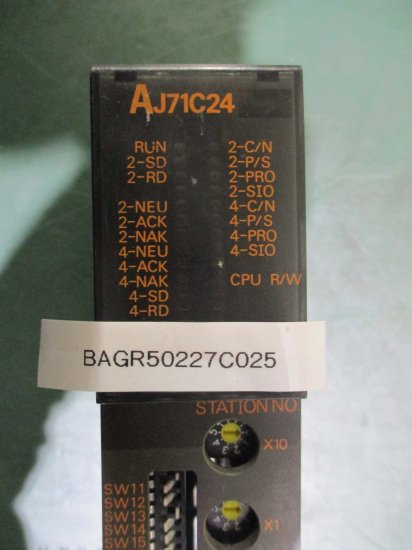 AJ71C24
RUN
2-SD
2-RD
2-NEU
2-ACK
2-NAK
4-NEU
4-ACK
4-NAK
4-SD
4-RD
2-C/N
2-P/S
2-PRO
2-SIO
4-C/N
4-P/S
4-PRO
4-SIO
CPU R/W
BAGR50227C025
STATION NO.
X10
X1
SW11
SW12
SW13
SW14
SW15